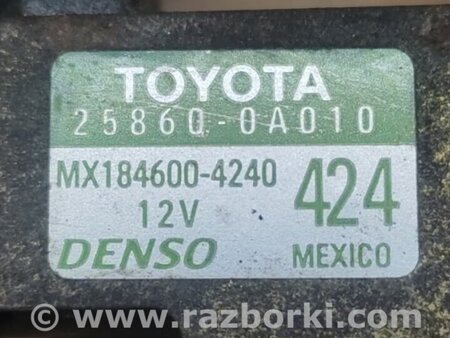 TOYOTA
25860-0A010
MX184600-4240
424
12V
DENSO
MEXICO
© www.razborki.com